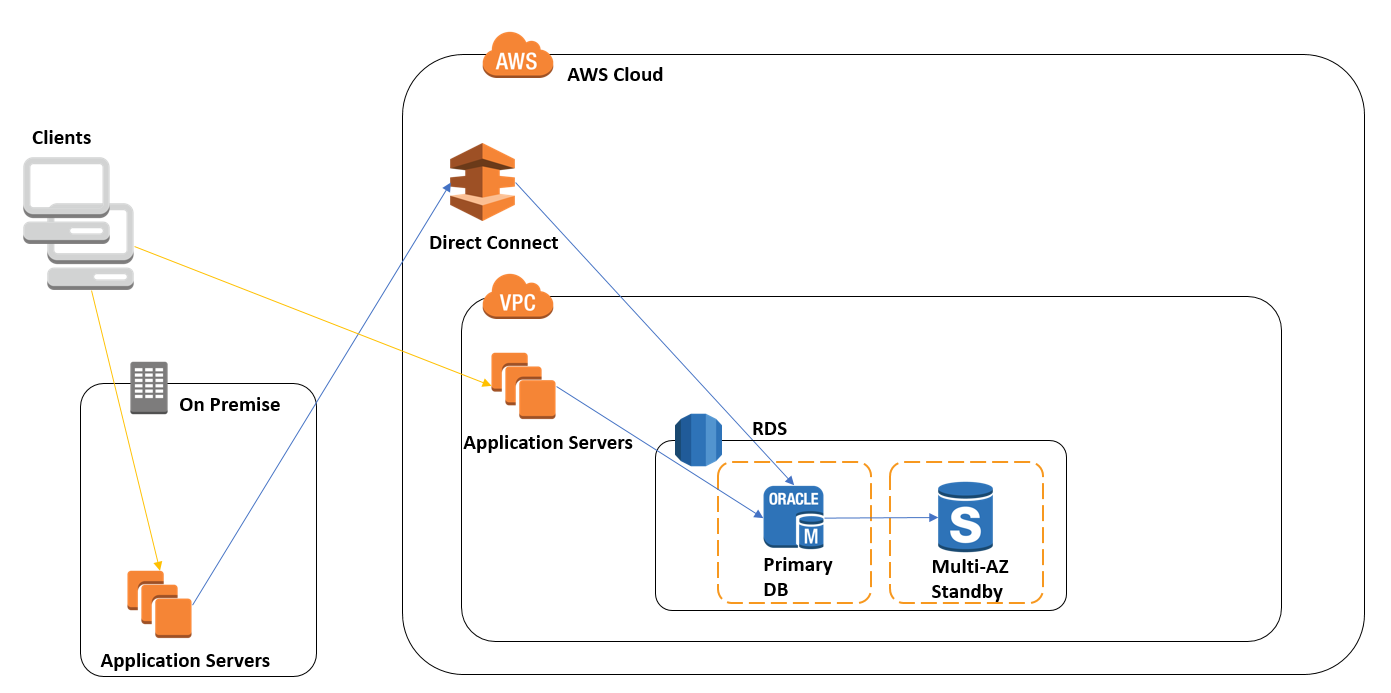 AWS
AWS Cloud
Clients
Direct Connect
VPC
On Premise
Application Servers
RDS
ORACLE
M
S
Primary
DB
Multi-AZ
Standby
Application Servers